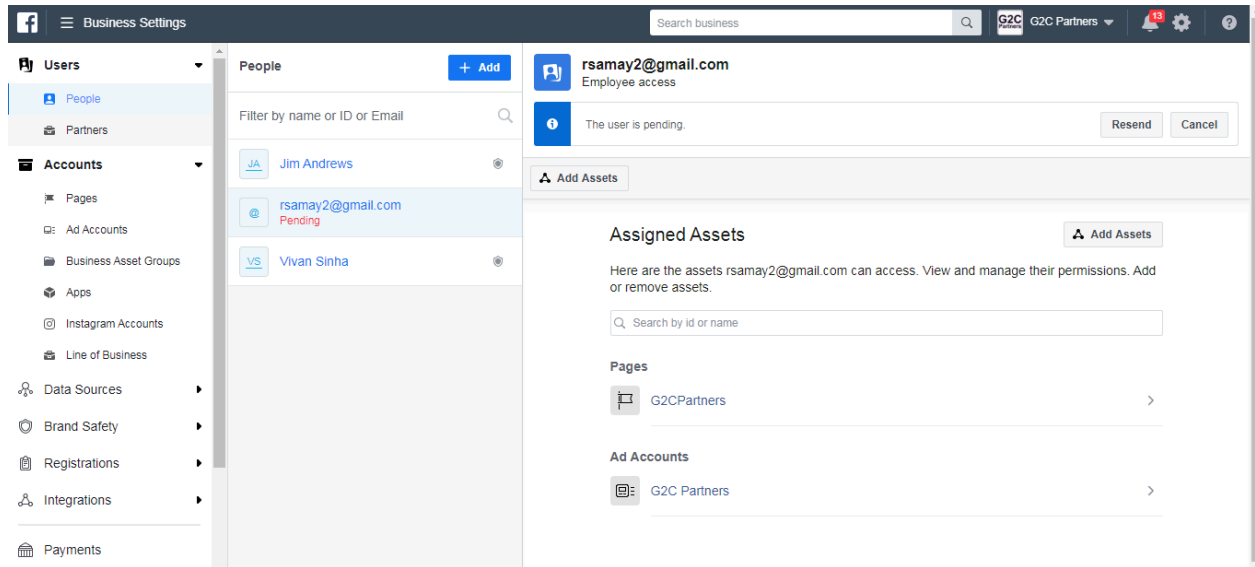 Business Settings
Search business
G2C Partners
G2C Partners
13
Users
People
Partners
Accounts
Pages
Ad Accounts
Business Asset Groups
Apps
Instagram Accounts
Line of Business
Data Sources
Brand Safety
Registrations
Integrations
Payments
People
+ Add
Filter by name or ID or Email
JA Jim Andrews
@ rsamay2@gmail.com
Pending
VS Vivan Sinha
rsamay2@gmail.com
Employee access
The user is pending.
Resend
Cancel
Add Assets
Assigned Assets
Add Assets
Here are the assets rsamay2@gmail.com can access. View and manage their permissions. Add
or remove assets.
Search by id or name
Pages
G2CPartners
Ad Accounts
G2C Partners